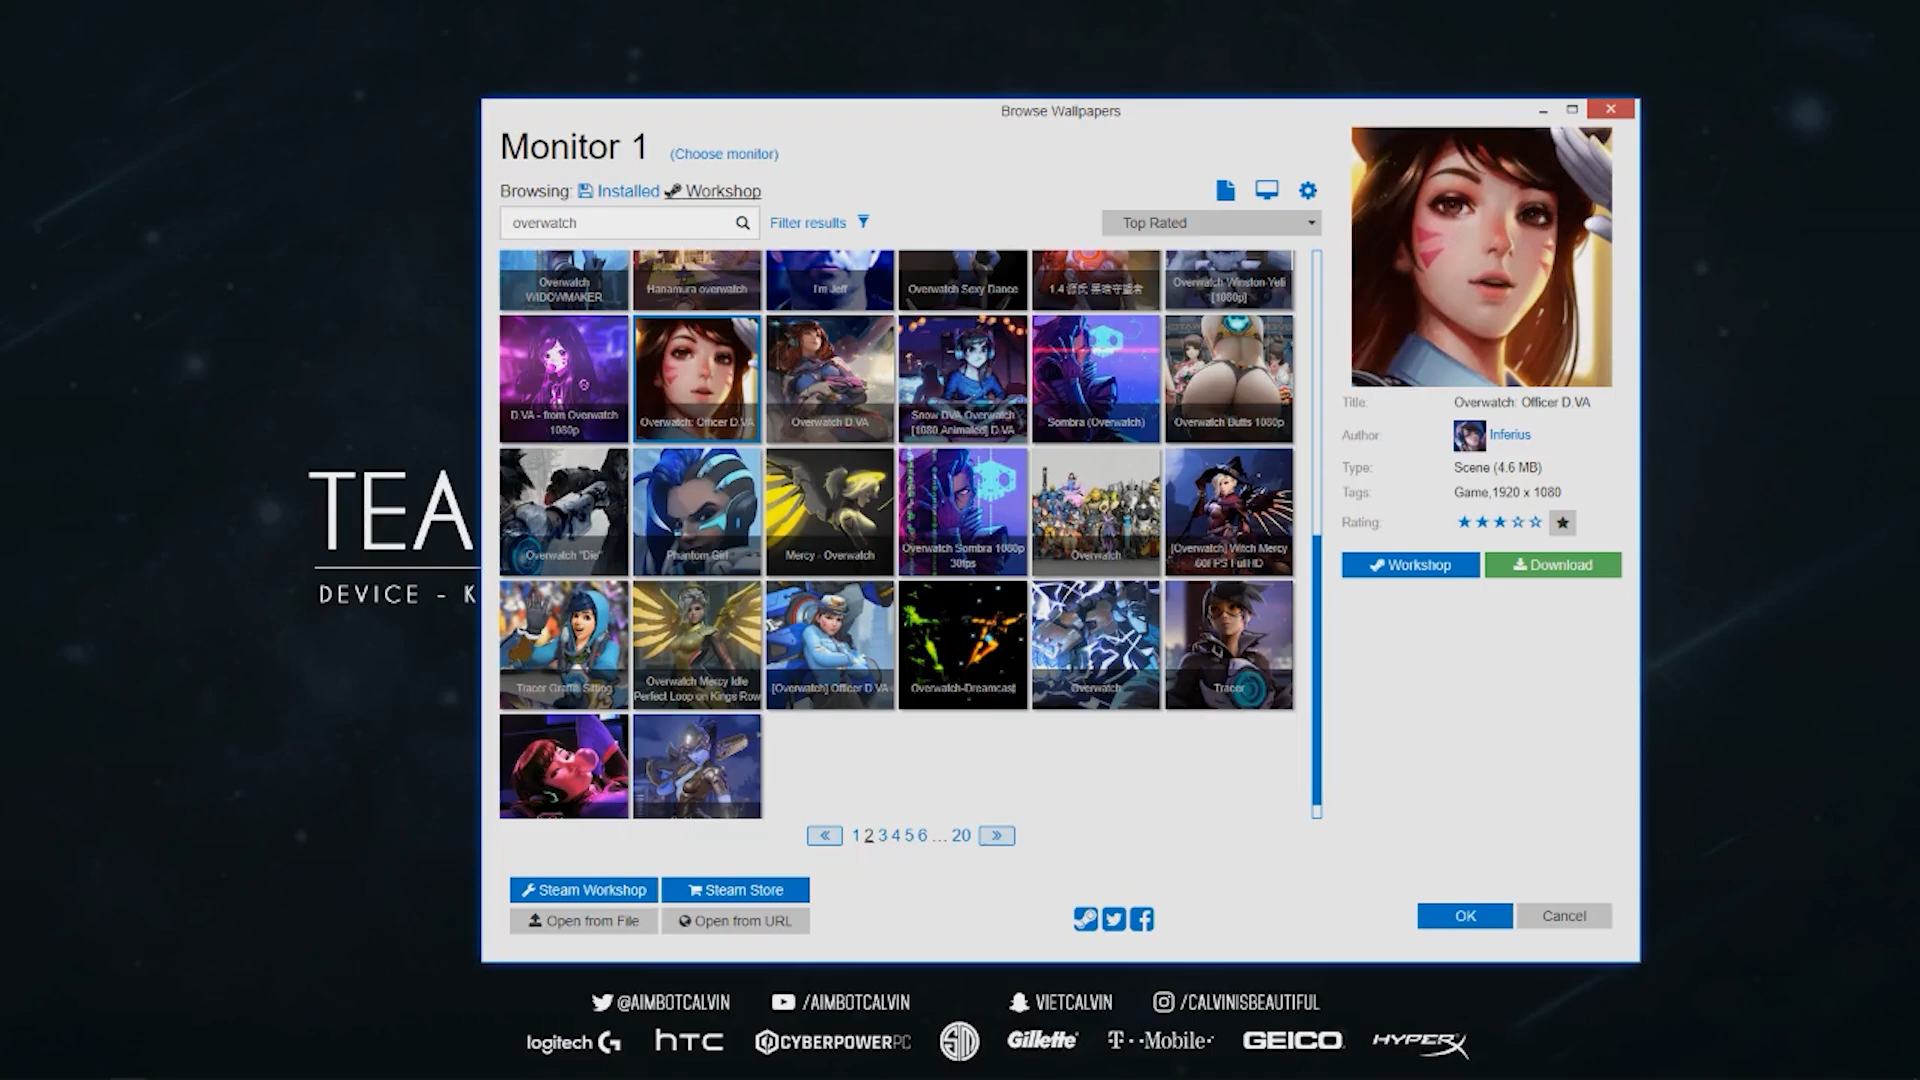 Browse Wallpapers
Monitor 1 (Choose monitor)
Browsing: Installed Workshop
overwatch
Filter results
Top Rated
Overwatch WIDOWMAKER
Hanamura overwatch
I'm Jeff
Overwatch Sexy Dance
Overwatch Winston Yeti [1080p]
D.VA - from Overwatch 1080p
Overwatch: Officer D.VA
Overwatch D.VA
Snow DVA Overwatch [1080 Animated] D.VA
Sombra (Overwatch)
Overwatch Butts 1080p
Overwatch "Die"
Phantom Girl
Mercy - Overwatch
Overwatch Sombra 1080p 30fps
Overwatch
[Overwatch] Witch Mercy 60FPS Full HD
Tracer Graffiti Sitting
Overwatch Mercy Idle Perfect Loop on Kings Row
[Overwatch] Officer D.VA
Overwatch-Dreamcast
Overwatch
Tracer
« 1 2 3 4 5 6 ... 20 »
Title: Overwatch: Officer D.VA
Author: Inferius
Type: Scene (4.6 MB)
Tags: Game,1920 x 1080
Rating:
Workshop Download
Steam Workshop Steam Store
Open from File Open from URL
OK Cancel
TEA
DEVICE - K
@AIMBOTCALVIN /AIMBOTCALVIN VIETCALVIN /CALVINISBEAUTIFUL
logitech G hTC CYBERPOWERPC TSM Gillette T-Mobile GEICO HYPERX